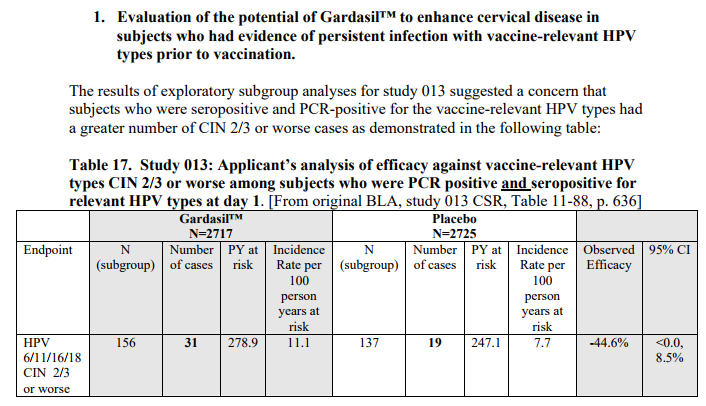 1. Evaluation of the potential of Gardasil™ to enhance cervical disease in
subjects who had evidence of persistent infection with vaccine-relevant HPV
types prior to vaccination.
The results of exploratory subgroup analyses for study 013 suggested a concern that
subjects who were seropositive and PCR-positive for the vaccine-relevant HPV types had
a greater number of CIN 2/3 or worse cases as demonstrated in the following table:
Table 17. Study 013: Applicant's analysis of efficacy against vaccine-relevant HPV
types CIN 2/3 or worse among subjects who were PCR positive and seropositive for
relevant HPV types at day 1. [From original BLA, study 013 CSR, Table 11-88, p. 636]
Gardasil™ Placebo
N=2717 N=2725
Endpoint N Number PY at Incidence N Number PY at Incidence Observed 95% CI
(subgroup) of cases risk Rate per (subgroup) of cases risk Rate per Efficacy
100 100
person person
years at years at
risk risk
HPV 156 31 278.9 11.1 137 19 247.1 7.7 -44.6% <0.0,
6/11/16/18 8.5%
CIN 2/3
or worse